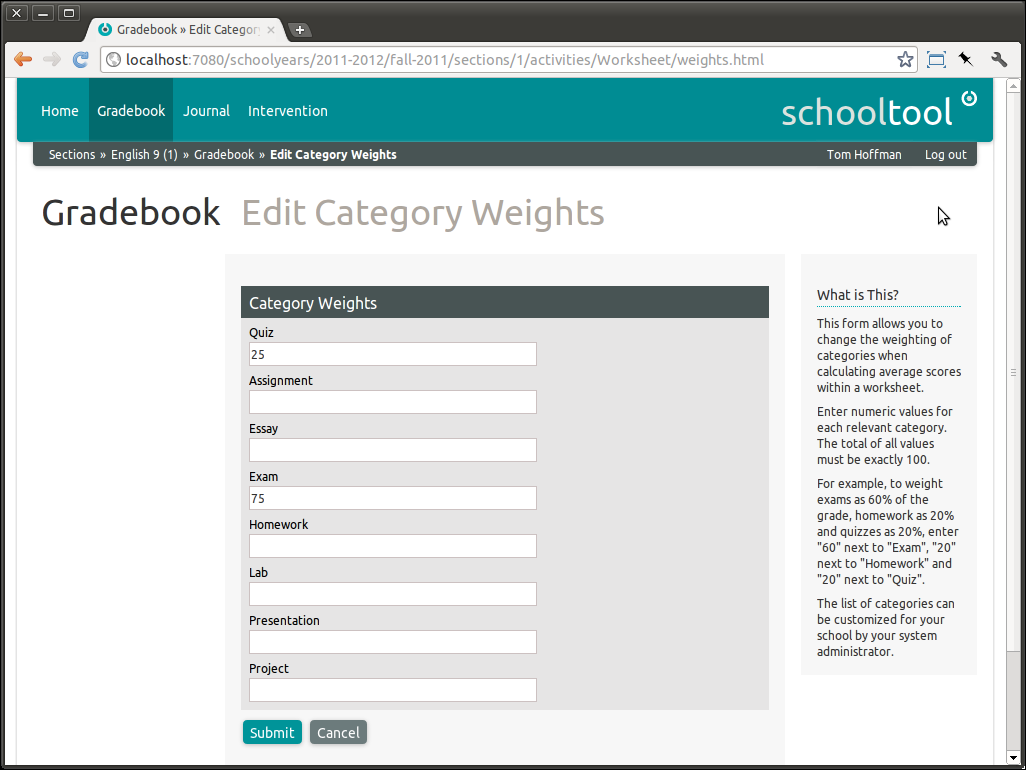 Gradebook » Edit Categor
localhost:7080/schoolyears/2011-2012/fall-2011/sections/1/activities/Worksheet/weights.html
Home Gradebook Journal Intervention
schooltool
Sections » English 9 (1) » Gradebook » Edit Category Weights
Tom Hoffman Log out
Gradebook Edit Category Weights
Category Weights
Quiz
25
Assignment
Essay
Exam
75
Homework
Lab
Presentation
Project
Submit Cancel
What is This?
This form allows you to
change the weighting of
categories when
calculating average scores
within a worksheet.
Enter numeric values for
each relevant category.
The total of all values
must be exactly 100.
For example, to weight
exams as 60% of the
grade, homework as 20%
and quizzes as 20%, enter
"60" next to "Exam", "20"
next to "Homework" and
"20" next to "Quiz".
The list of categories can
be customized for your
school by your system
administrator.